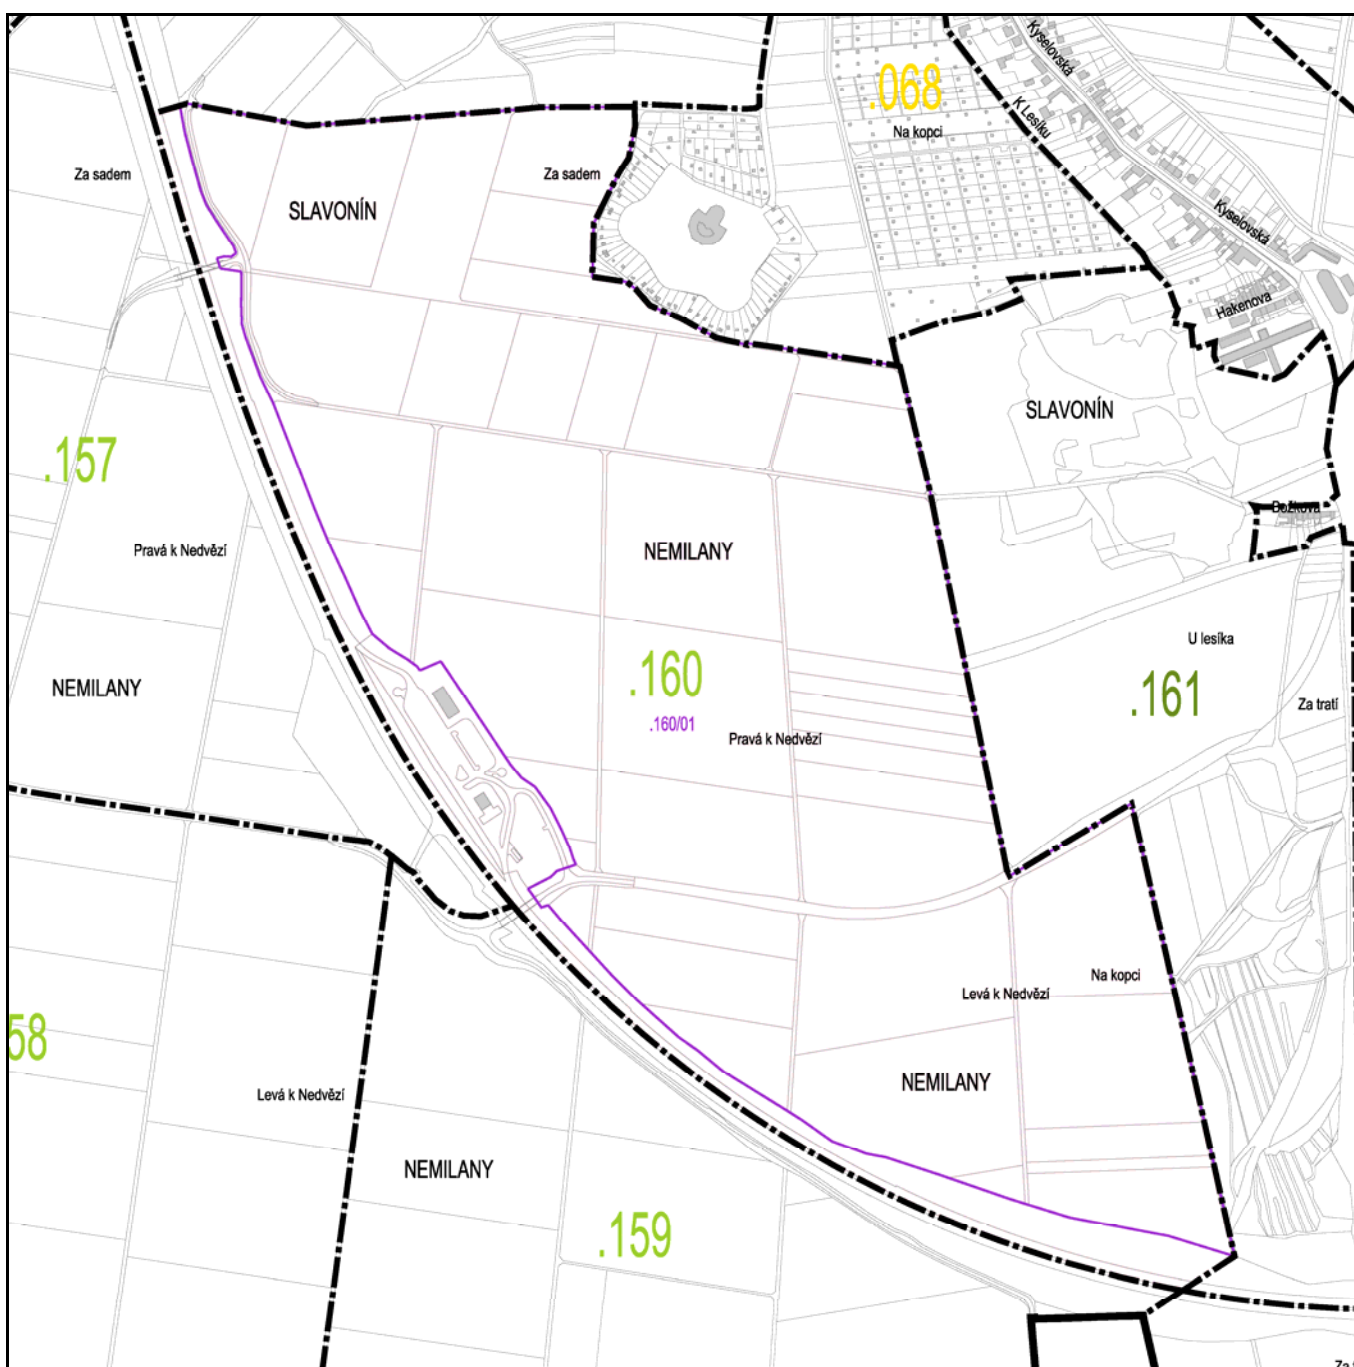 Kyselovská
.068
K Lesíku
Na kopci
Za sadem
Za sadem
SLAVONÍN
Kyselovská
Hakenova
SLAVONÍN
.157
Božkova
Pravá k Nedvězí
NEMILANY
U lesíka
.160
NEMILANY
.161
Za tratí
.160/01
Pravá k Nedvězí
Na kopci
Levá k Nedvězí
58
NEMILANY
Levá k Nedvězí
NEMILANY
.159